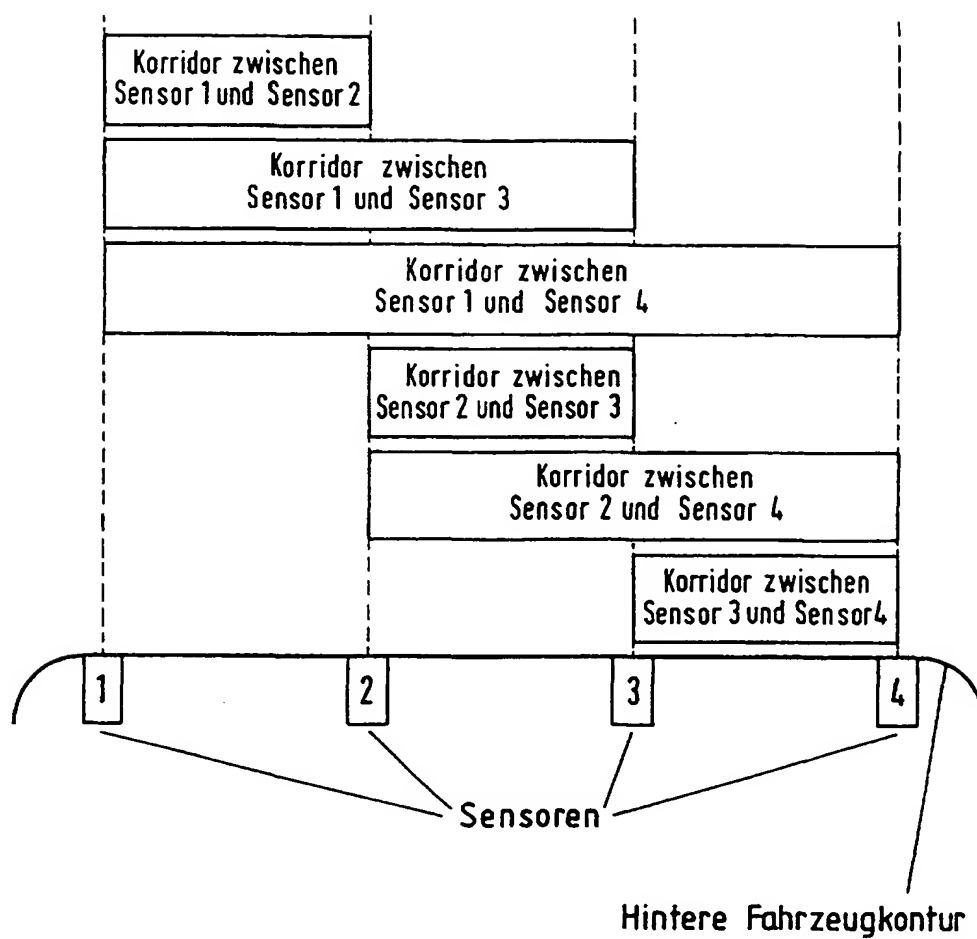 Korridor zwischen
Sensor 1 und Sensor 2
Korridor zwischen
Sensor 1 und Sensor 3
Korridor zwischen
Sensor 1 und Sensor 4
Korridor zwischen
Sensor 2 und Sensor 3
Korridor zwischen
Sensor 2 und Sensor 4
Korridor zwischen
Sensor 3 und Sensor 4
1 2 3 4
Sensoren
Hintere Fahrzeugkontur